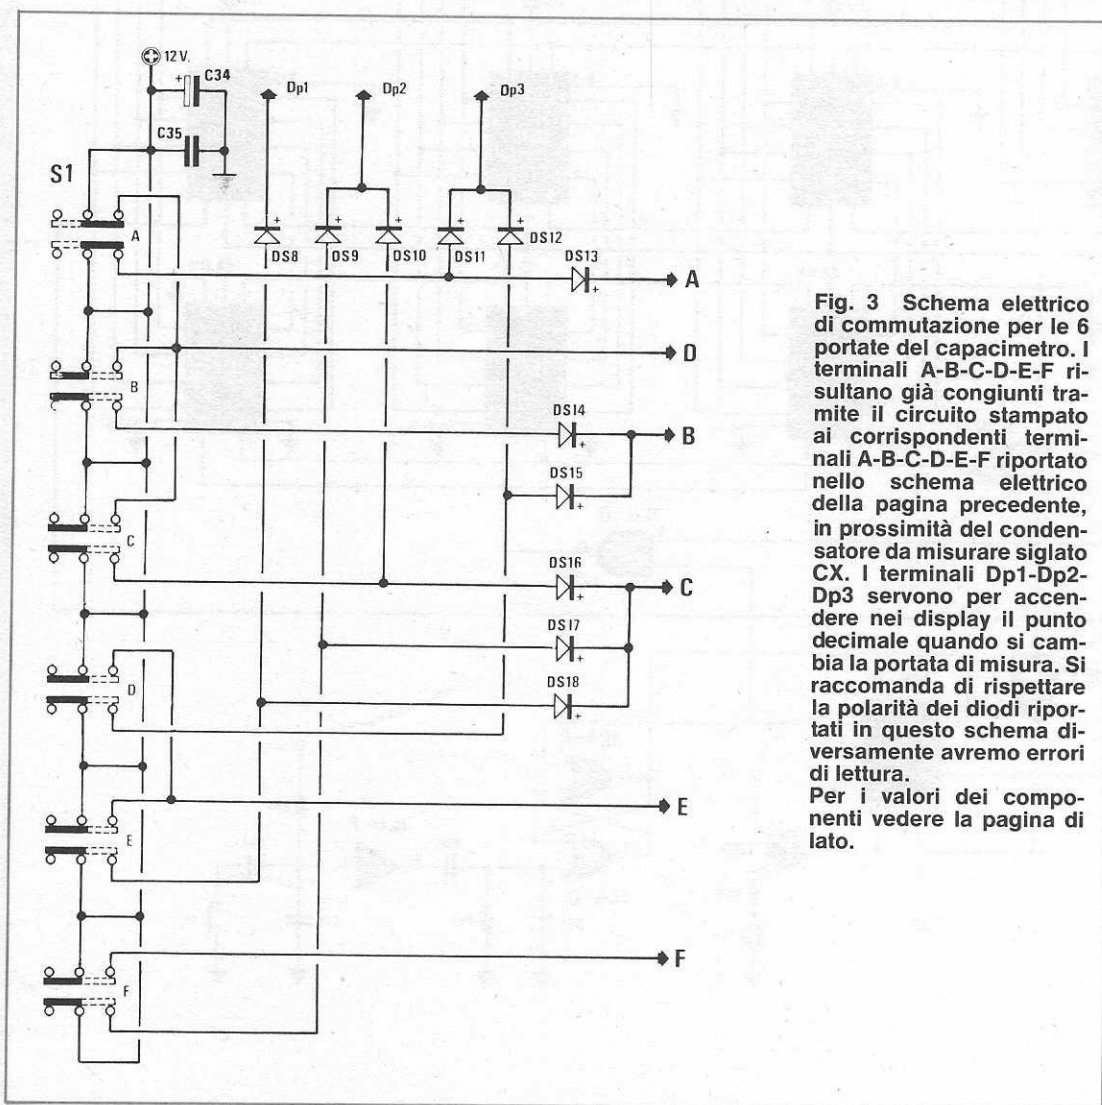 12 V.
+ C34
C35
Dp1 Dp2 Dp3
S1
A
+ + + + +
DS8 DS9 DS10 DS11 DS12
DS13
+ A
D
B
DS14
+ B
DS15
+
C
DS16
+ C
DS17
+
D
DS18
+
E
E
F
F
Fig. 3 Schema elettrico
di commutazione per le 6
portate del capacimetro. I
terminali A-B-C-D-E-F ri-
sultano già congiunti tra-
mite il circuito stampato
ai corrispondenti termi-
nali A-B-C-D-E-F riportato
nello schema elettrico
della pagina precedente,
in prossimità del conden-
satore da misurare siglato
CX. I terminali Dp1-Dp2-
Dp3 servono per accen-
dere nei display il punto
decimale quando si cam-
bia la portata di misura. Si
raccomanda di rispettare
la polarità dei diodi ripor-
tati in questo schema di-
versamente avremo errori
di lettura.
Per i valori dei compo-
nenti vedere la pagina di
lato.